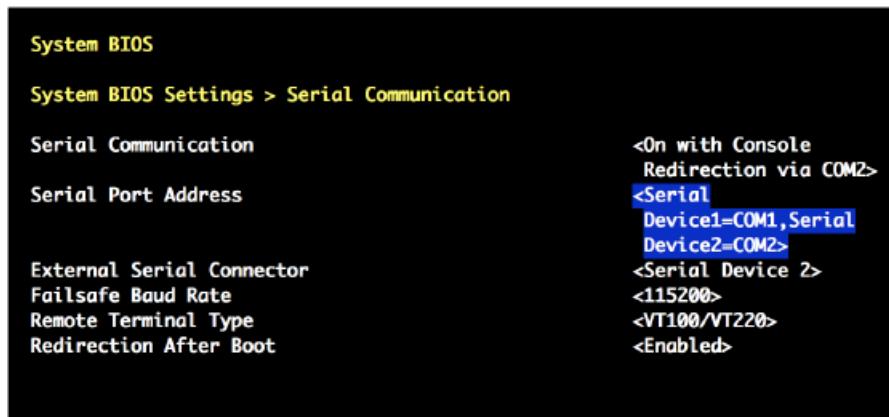 System BIOS
System BIOS Settings > Serial Communication
Serial Communication <On with Console
Redirection via COM2>
Serial Port Address <Serial
Device1=COM1,Serial
Device2=COM2>
External Serial Connector <Serial Device 2>
Failsafe Baud Rate <115200>
Remote Terminal Type <VT100/VT220>
Redirection After Boot <Enabled>